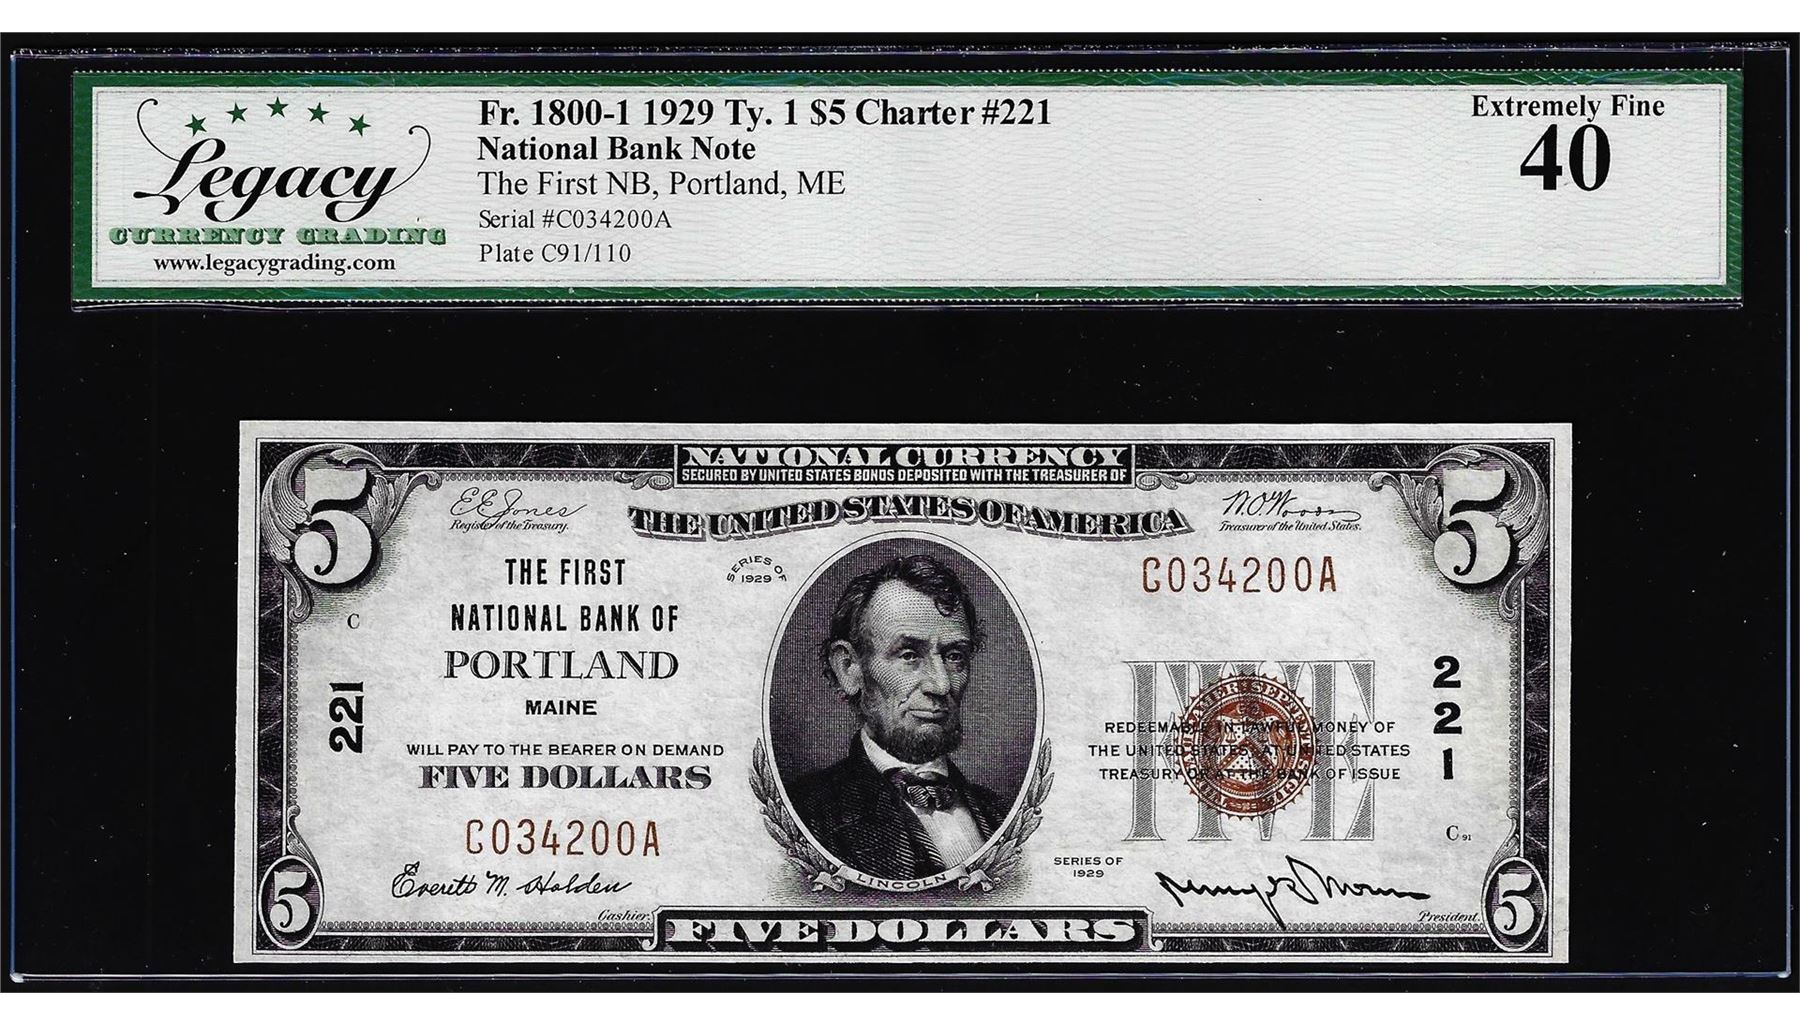 Legacy
CURRENCY GRADING
www.legacygrading.com
Fr. 1800-1 1929 Ty. 1 $5 Charter #221
National Bank Note
The First NB, Portland, ME
Serial #C034200A
Plate C91/110
Extremely Fine
40
NATIONAL CURRENCY
SECURED BY UNITED STATES BONDS DEPOSITED WITH THE TREASURER OF
THE UNITED STATES OF AMERICA
5
5
E E Jones
Register of the Treasury.
W.O. Woods
Treasurer of the United States.
SERIES OF
1929
THE FIRST
NATIONAL BANK OF
PORTLAND
MAINE
C
221
WILL PAY TO THE BEARER ON DEMAND
FIVE DOLLARS
C034200A
Everett M. Holden
Cashier.
5
LINCOLN
FIVE DOLLARS
C034200A
FIVE
REDEEMABLE IN LAWFUL MONEY OF
THE UNITED STATES AT UNITED STATES
TREASURY OR AT THE BANK OF ISSUE
221
C 91
SERIES OF
1929
President.
5